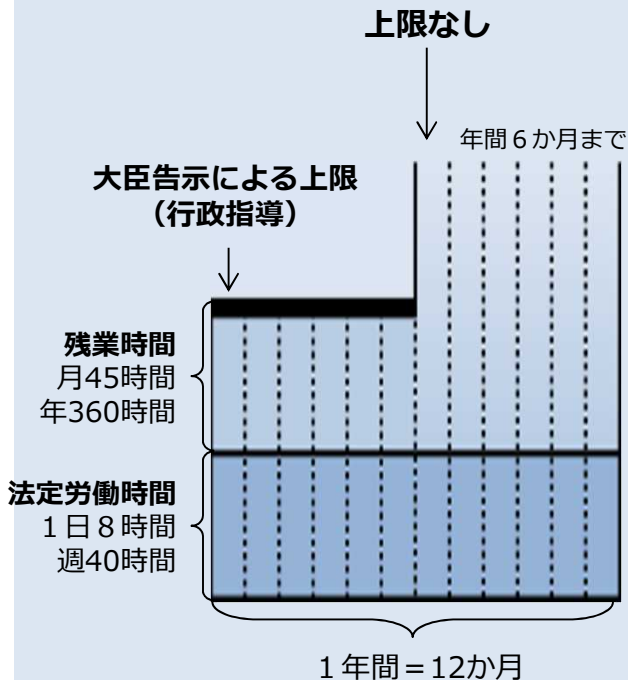 上限なし
年間６か月まで
大臣告示による上限
（行政指導）
残業時間
月45時間
年360時間
法定労働時間
１日８時間
週40時間
１年間＝12か月